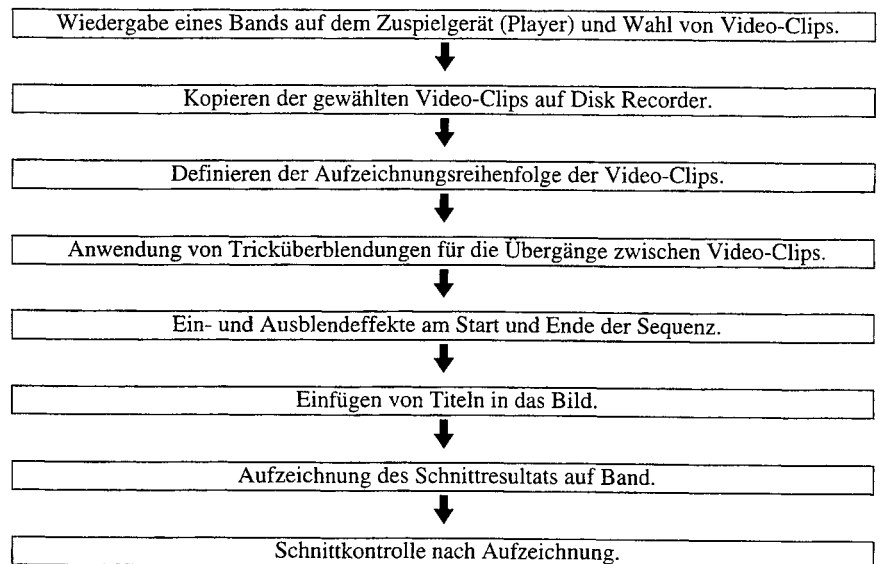 Wiedergabe eines Bands auf dem Zuspielgerät (Player) und Wahl von Video-Clips.
Kopieren der gewählten Video-Clips auf Disk Recorder.
Definieren der Aufzeichnungsreihenfolge der Video-Clips.
Anwendung von Tricküberblendungen für die Übergänge zwischen Video-Clips.
Ein- und Ausblendeffekte am Start und Ende der Sequenz.
Einfügen von Titeln in das Bild.
Aufzeichnung des Schnittresultats auf Band.
Schnittkontrolle nach Aufzeichnung.